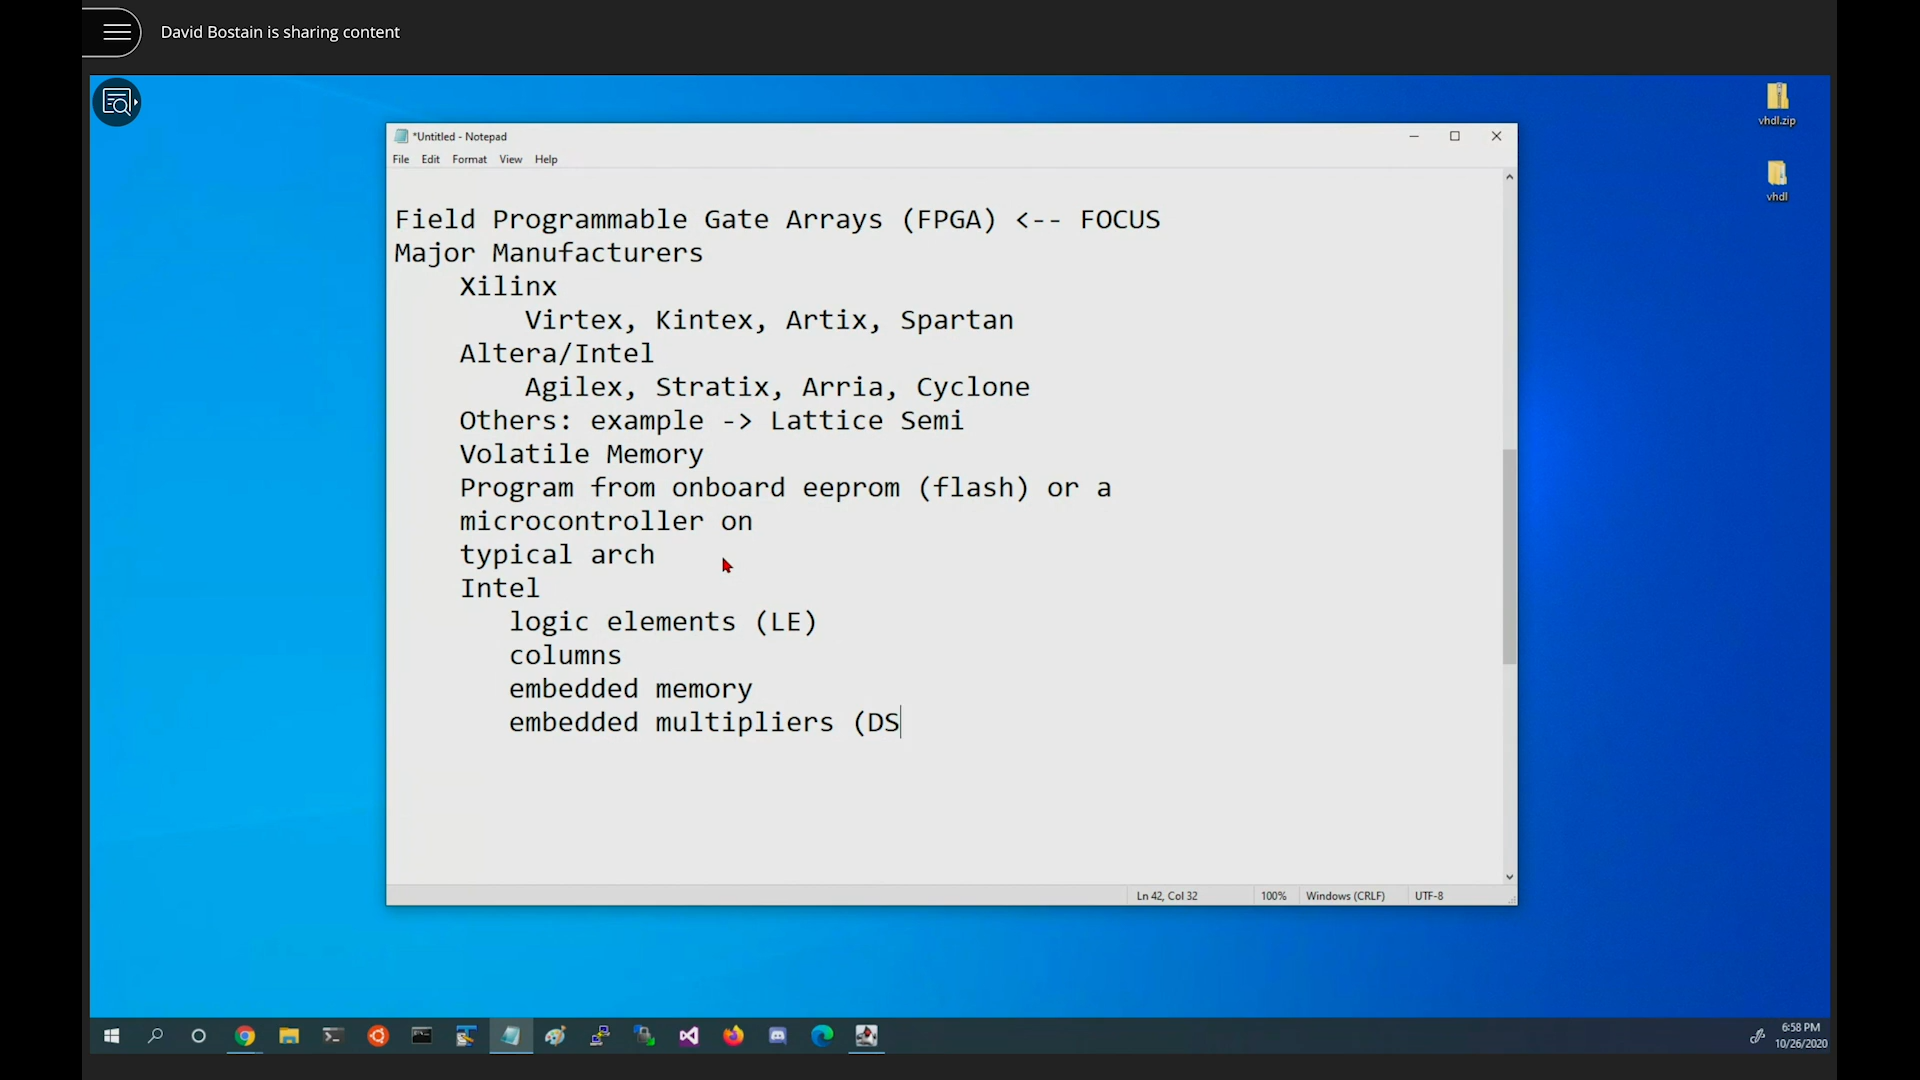 David Bostain is sharing content
vhdl.zip
vhdl
*Untitled - Notepad
File Edit Format View Help
Field Programmable Gate Arrays (FPGA) <-- FOCUS
Major Manufacturers
Xilinx
Virtex, Kintex, Artix, Spartan
Altera/Intel
Agilex, Stratix, Arria, Cyclone
Others: example -> Lattice Semi
Volatile Memory
Program from onboard eeprom (flash) or a
microcontroller on
typical arch
Intel
logic elements (LE)
columns
embedded memory
embedded multipliers (DS
Ln 42, Col 32 100% Windows (CRLF) UTF-8
6:58 PM
10/26/2020